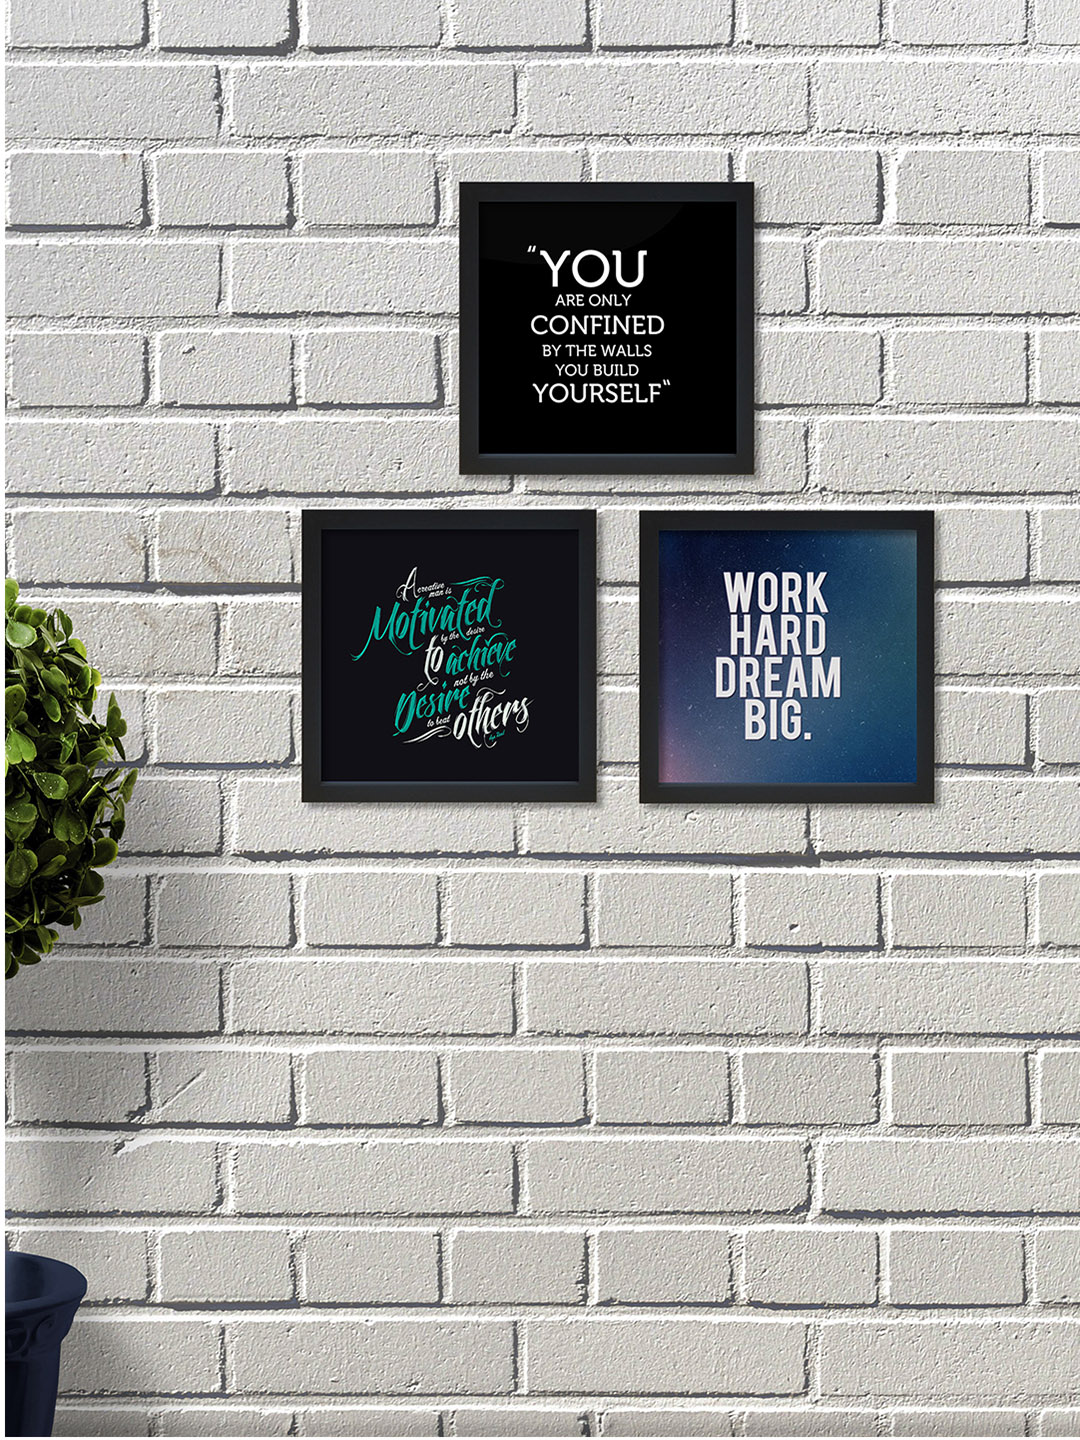 "YOU
ARE ONLY
CONFINED
BY THE WALLS
YOU BUILD
YOURSELF"
A creative
man is
Motivated
by the desire
to achieve
not by the
Desire
to beat
others
WORK
HARD
DREAM
BIG.